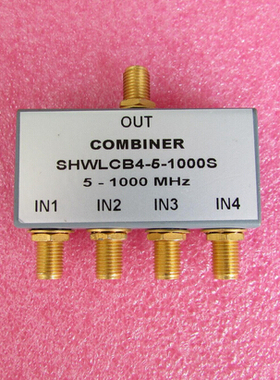 OUT
COMBINER
SHWLCB4-5-1000S
5 - 1000 MHz
IN1 IN2 IN3 IN4